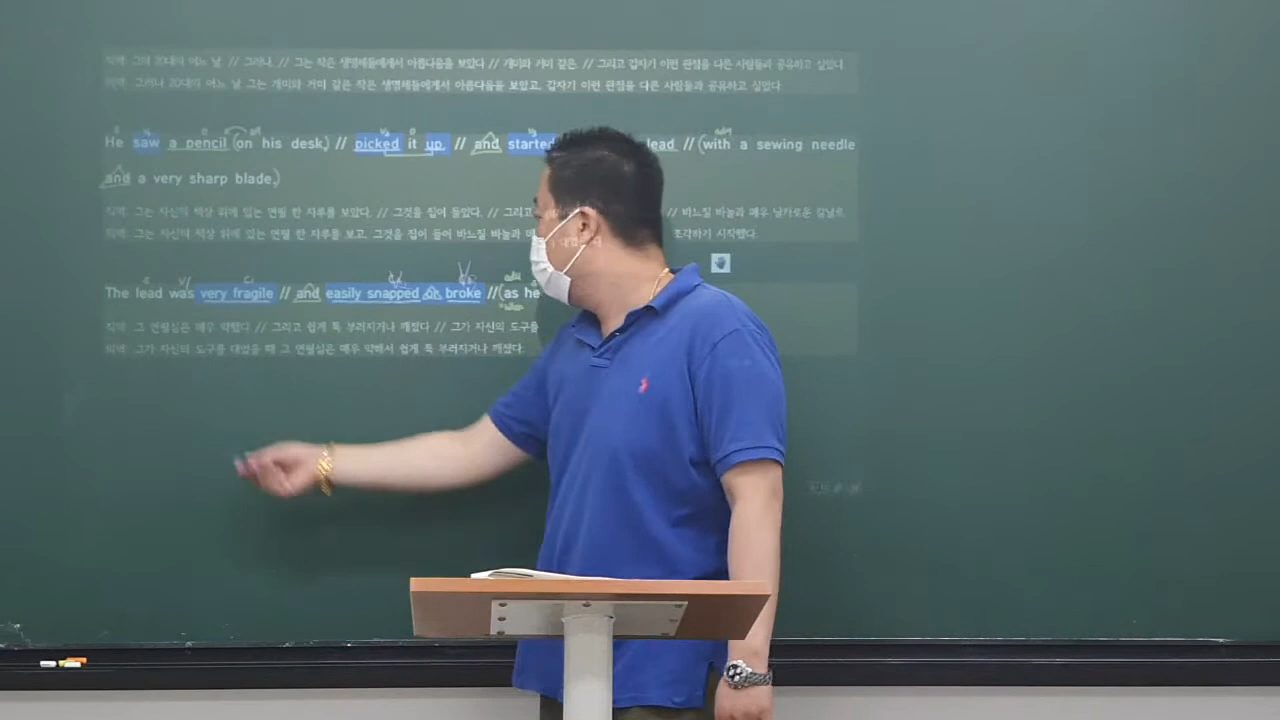 직역: 그의 20대의 어느 날 // 그러나, // 그는 작은 생명체들에게서 아름다움을 보았다 // 개미와 거미 같은. // 그리고 갑자기 이런 관점을 다른 사람들과 공유하고 싶었다
의역: 그러나 20대의 어느 날 그는 개미와 거미 같은 작은 생명체들에게서 아름다움을 보았고, 갑자기 이런 관점을 다른 사람들과 공유하고 싶었다
He saw a pencil (on his desk,) // picked it up // and started lead // (with a sewing needle
and a very sharp blade.)
직역: 그는 자신의 책상 위에 있는 연필 한 자루를 보았다. // 그것을 집어 들었다. // 그리고 // 바느질 바늘과 매우 날카로운 칼날로.
의역: 그는 자신의 책상 위에 있는 연필 한 자루를 보고, 그것을 집어 들어 바느질 바늘과 조각하기 시작했다.
The lead was very fragile // and easily snapped or broke // (as he
직역: 그 연필심은 매우 약했다 // 그리고 쉽게 툭 부러지거나 깨졌다 // 그가 자신의 도구를
의역: 그가 자신의 도구를 대었을 때 그 연필심은 매우 약해서 쉽게 툭 부러지거나 깨졌다.